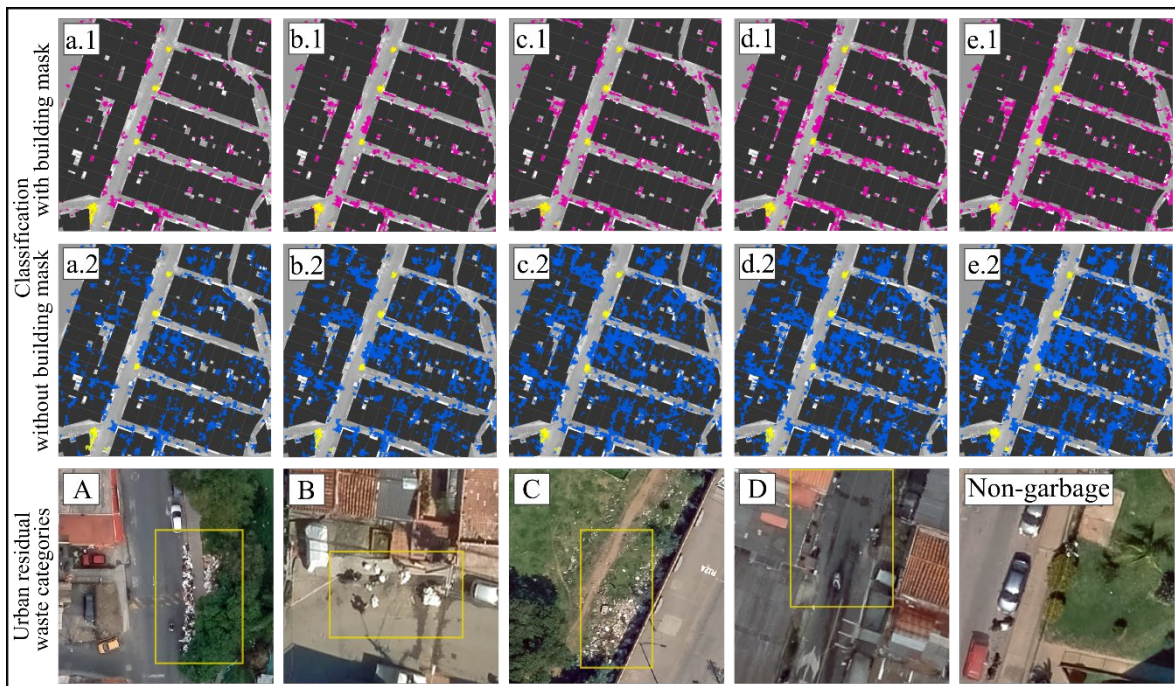 Classification
with building mask
a.1
b.1
c.1
d.1
e.1
without building mask
a.2
b.2
c.2
d.2
e.2
Urban residual
waste categories
A
B
C
D
Non-garbage